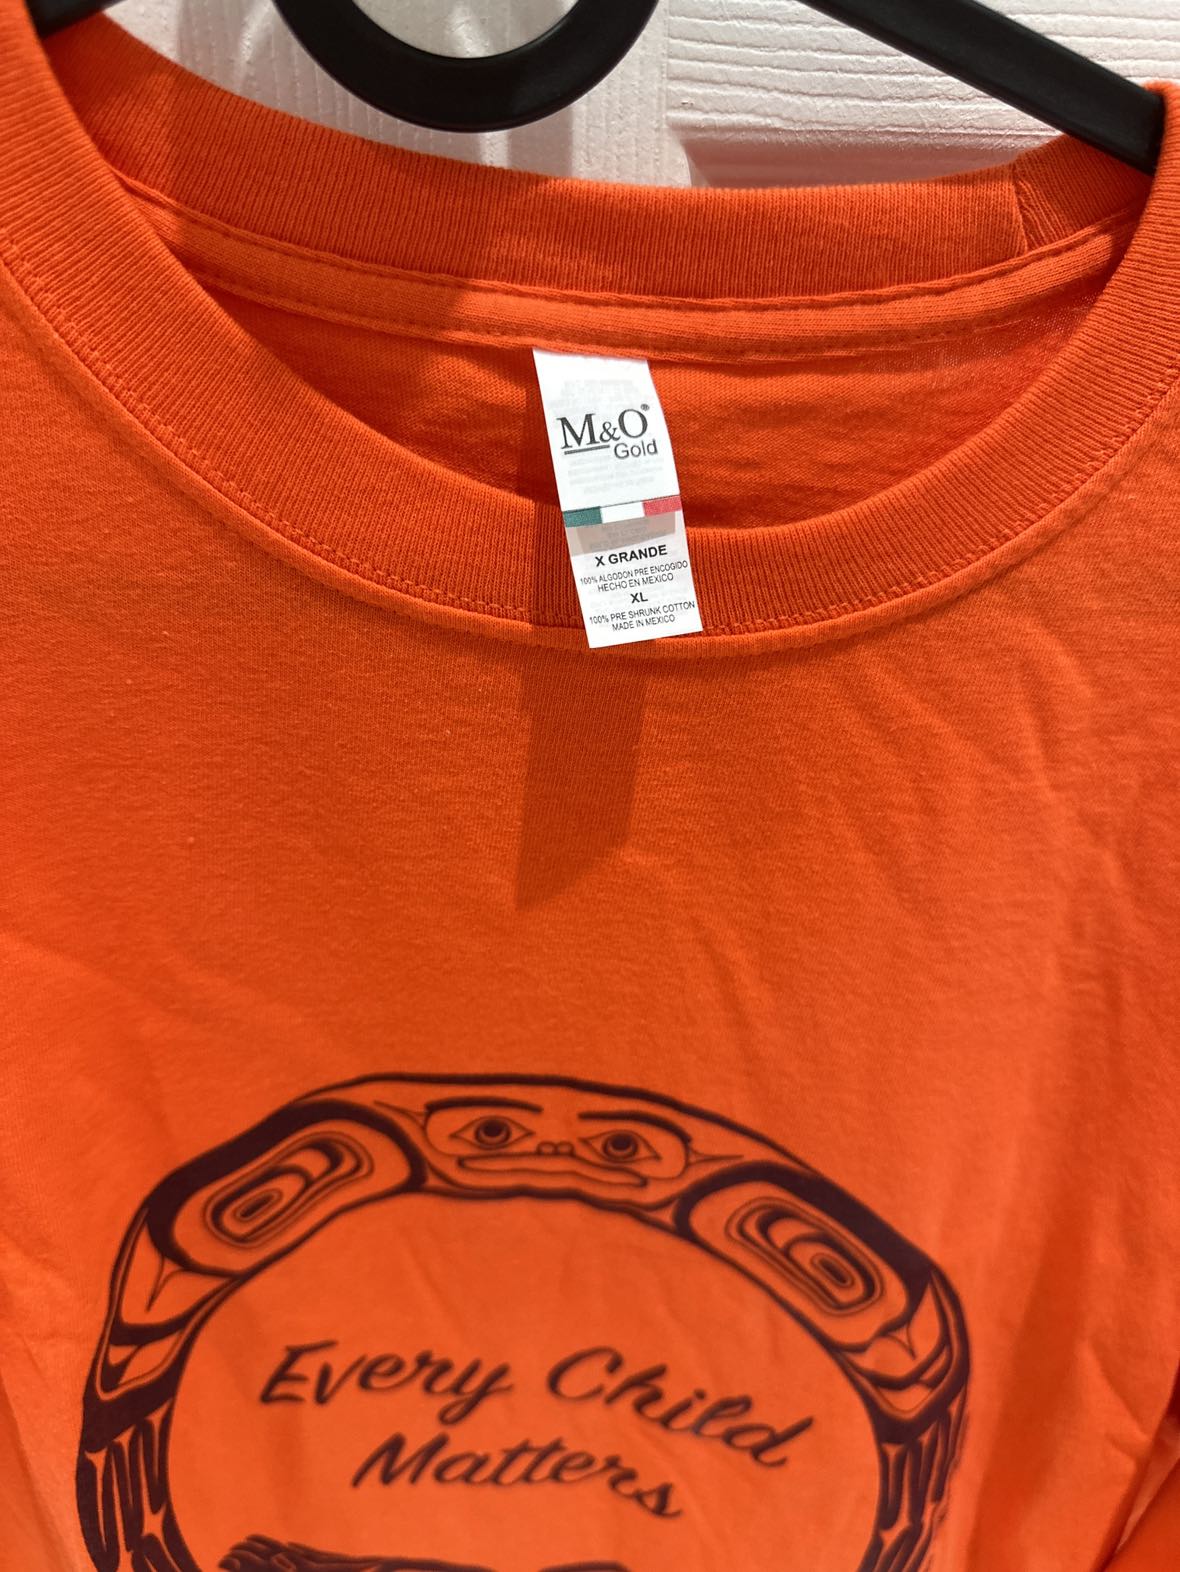 M&O®
Gold
X GRANDE
100% ALGODON PRE ENCOGIDO
HECHO EN MEXICO
XL
100% PRE SHRUNK COTTON
MADE IN MEXICO
Every Child
Matters